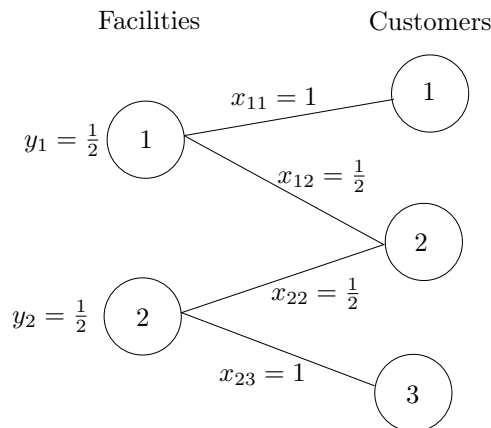 Facilities Customers
x₁₁ = 1
1
y₁ = ½
1
x₁₂ = ½
2
x₂₂ = ½
y₂ = ½
2
x₂₃ = 1
3